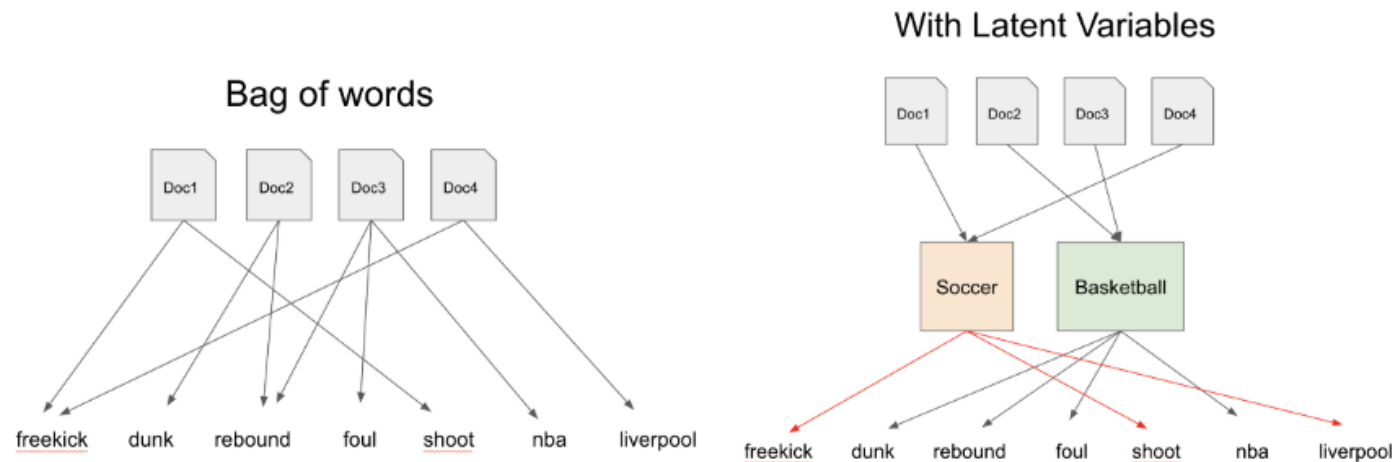 Bag of words
Doc1 Doc2 Doc3 Doc4
freekick dunk rebound foul shoot nba liverpool
With Latent Variables
Doc1 Doc2 Doc3 Doc4
Soccer Basketball
freekick dunk rebound foul shoot nba liverpool